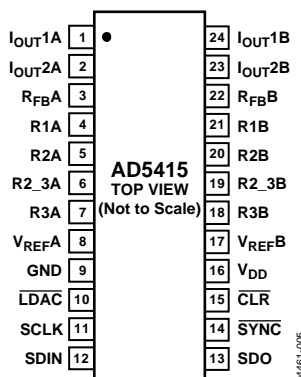 IOUT1A 1 24 IOUT1B
IOUT2A 2 23 IOUT2B
RFBA 3 22 RFBB
R1A 4 21 R1B
R2A 5 20 R2B
R2_3A 6 19 R2_3B
R3A 7 18 R3B
VREFA 8 17 VREFB
GND 9 16 VDD
LDAC 10 15 CLR
SCLK 11 14 SYNC
SDIN 12 13 SDO
AD5415
TOP VIEW
(Not to Scale)